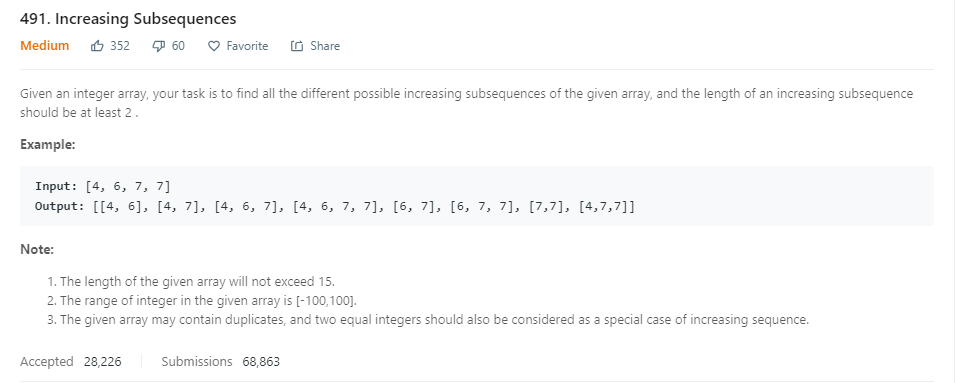 491. Increasing Subsequences
Medium 352 60 Favorite Share
Given an integer array, your task is to find all the different possible increasing subsequences of the given array, and the length of an increasing subsequence
should be at least 2 .
Example:
Input: [4, 6, 7, 7]
Output: [[4, 6], [4, 7], [4, 6, 7], [4, 6, 7, 7], [6, 7], [6, 7, 7], [7,7], [4,7,7]]
Note:
1. The length of the given array will not exceed 15.
2. The range of integer in the given array is [-100,100].
3. The given array may contain duplicates, and two equal integers should also be considered as a special case of increasing sequence.
Accepted 28,226 Submissions 68,863